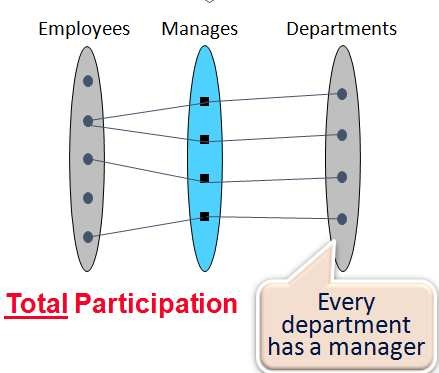 Employees Manages Departments
Total Participation
Every
department
has a manager